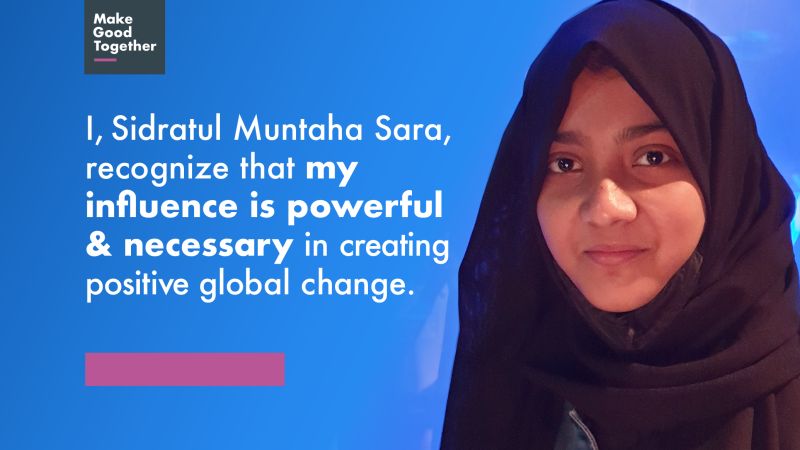 Make
Good
Together
I, Sidratul Muntaha Sara,
recognize that my
influence is powerful
& necessary in creating
positive global change.